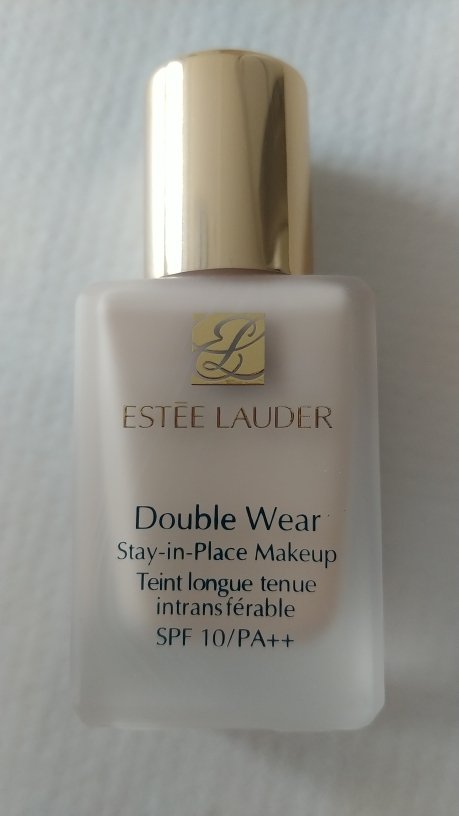 EL
ESTĒE LAUDER
Double Wear
Stay-in-Place Makeup
Teint longue tenue
intransférable
SPF 10/PA++